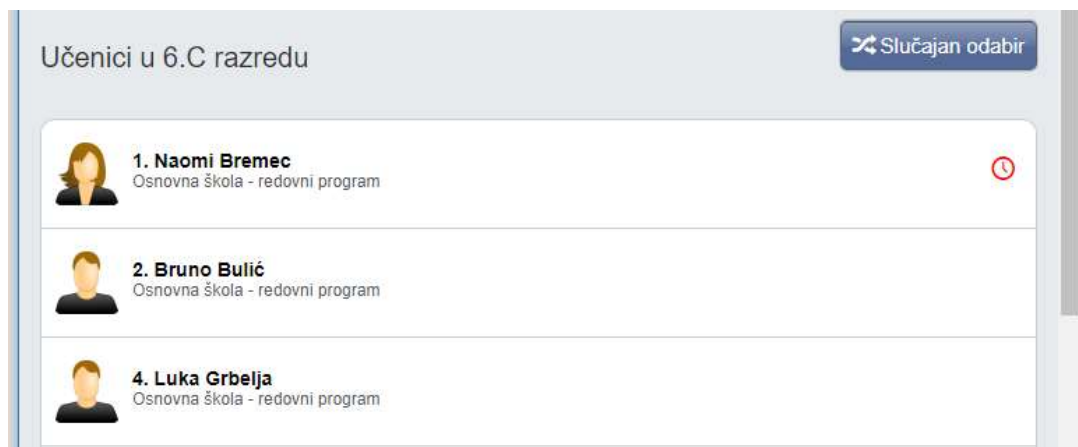 Učenici u 6.C razredu
Slučajan odabir
1. Naomi Bremec
Osnovna škola - redovni program
2. Bruno Bulić
Osnovna škola - redovni program
4. Luka Grbelja
Osnovna škola - redovni program